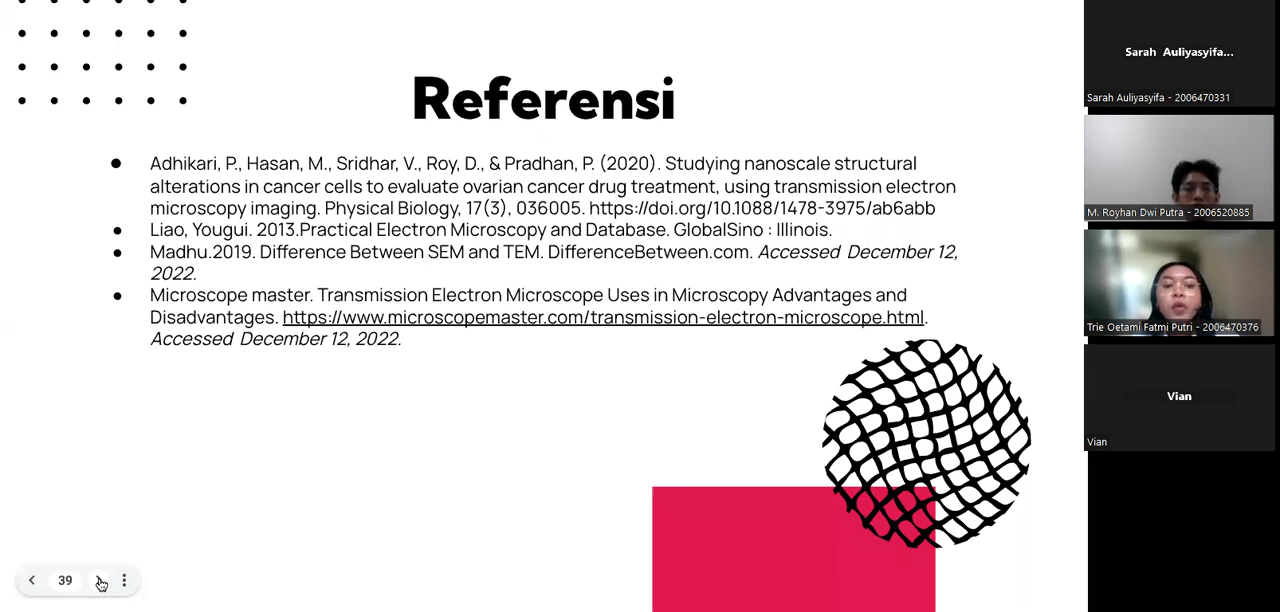 Referensi
Adhikari, P., Hasan, M., Sridhar, V., Roy, D., & Pradhan, P. (2020). Studying nanoscale structural
alterations in cancer cells to evaluate ovarian cancer drug treatment, using transmission electron
microscopy imaging. Physical Biology, 17(3), 036005. https://doi.org/10.1088/1478-3975/ab6abb
Liao, Yougui. 2013.Practical Electron Microscopy and Database. GlobalSino : Illinois.
Madhu.2019. Difference Between SEM and TEM. DifferenceBetween.com. Accessed December 12,
2022.
Microscope master. Transmission Electron Microscope Uses in Microscopy Advantages and
Disadvantages. https://www.microscopemaster.com/transmission-electron-microscope.html.
Accessed December 12, 2022.
39
Sarah Auliyasyifa...
Sarah Auliyasyifa - 2006470331
M. Royhan Dwi Putra - 2006520885
Trie Oetami Fatmi Putri - 2006470376
Vian
Vian